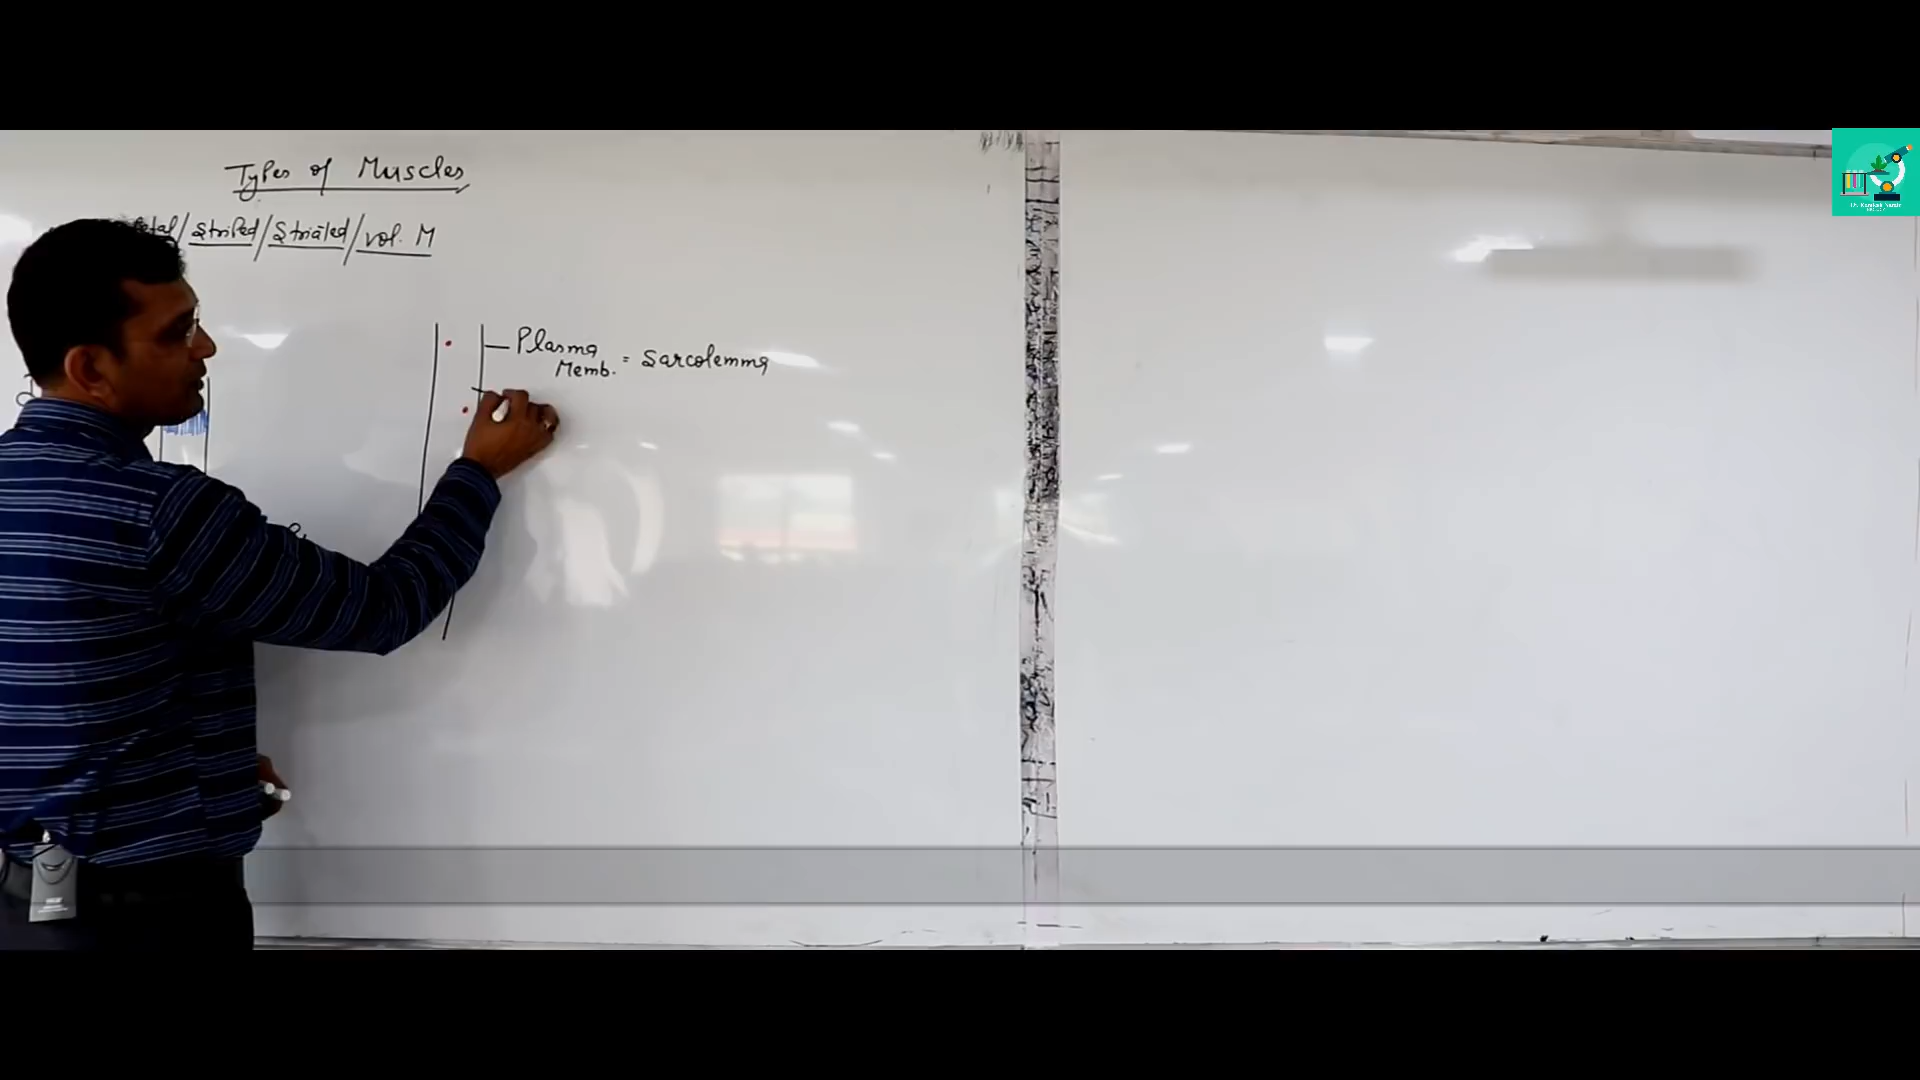 Types of Muscles
/ Striped / Striated / Vol. M
Plasma
Memb. = Sarcolemma